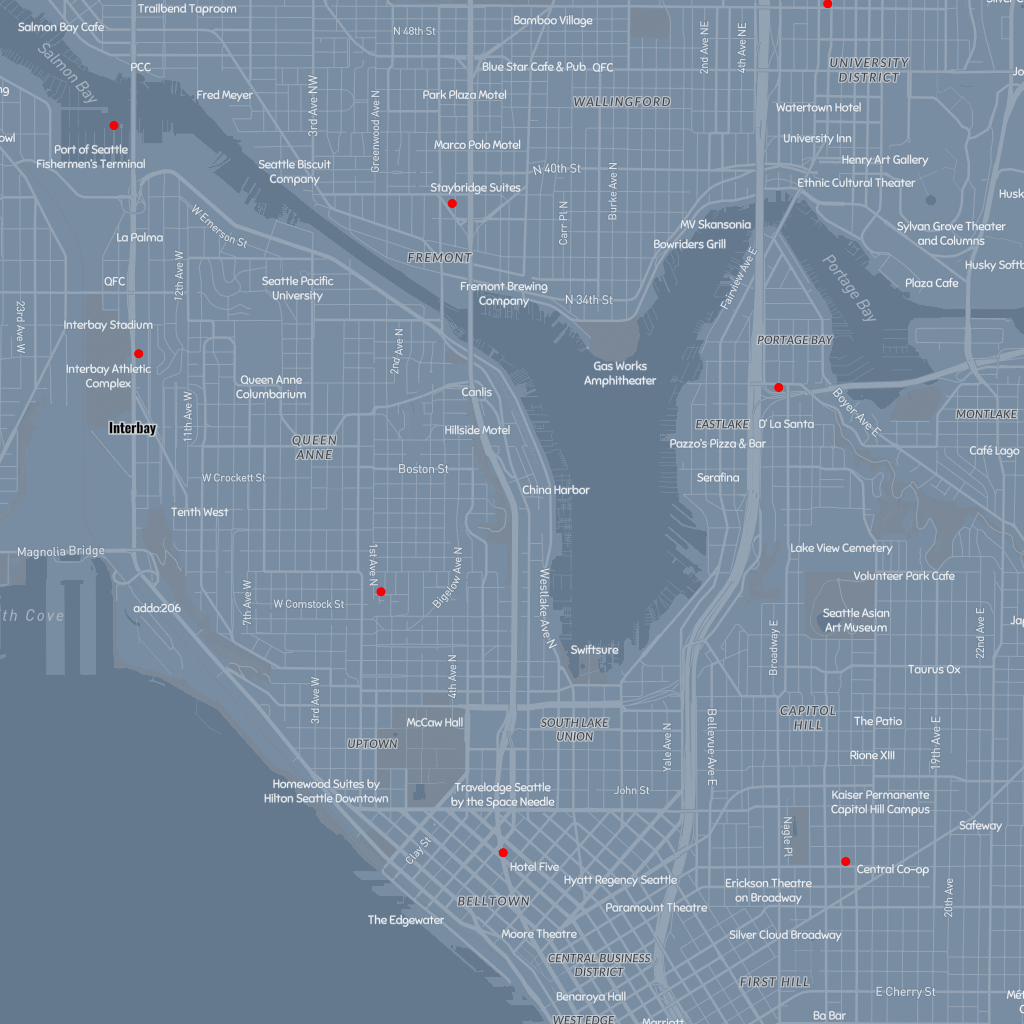 Trailbend Taproom
Silver C
Salmon Bay Cafe
Bamboo Village
N 48th St
2nd Ave NE
4th Ave NE
Salmon Bay
PCC
Blue Star Cafe & Pub
QFC
UNIVERSITY
DISTRICT
Jo
ng
Fred Meyer
3rd Ave NW
Greenwood Ave N
Park Plaza Motel
WALLINGFORD
Watertown Hotel
owl
Port of Seattle
Fishermen's Terminal
Marco Polo Motel
University Inn
Seattle Biscuit
Company
N 40th St
Henry Art Gallery
Staybridge Suites
Burke Ave N
Ethnic Cultural Theater
Husk
W Emerson St
Carr Pl N
MV Skansonia
Sylvan Grove Theater
and Columns
La Palma
Bowriders Grill
FREMONT
12th Ave W
Husky Softb
QFC
Seattle Pacific
University
Fremont Brewing
Company
N 34th St
Fairview Ave E
Portage Bay
Plaza Cafe
23rd Ave W
Interbay Stadium
2nd Ave N
PORTAGE BAY
Interbay Athletic
Complex
Gas Works
Amphitheater
Queen Anne
Columbarium
Canlis
11th Ave W
Boyer Ave E
MONTLAKE
Interbay
Hillside Motel
EASTLAKE
D' La Santa
QUEEN
ANNE
Pazzo's Pizza & Bar
Café Lago
Boston St
W Crockett St
Serafina
China Harbor
Tenth West
Magnolia Bridge
1st Ave N
Lake View Cemetery
Bigelow Ave N
Westlake Ave N
Volunteer Park Cafe
7th Ave W
W Comstock St
addo:206
th Cove
Seattle Asian
Art Museum
22nd Ave E
Jap
Swiftsure
Broadway E
4th Ave N
Taurus Ox
3rd Ave W
McCaw Hall
SOUTH LAKE
UNION
Yale Ave N
Bellevue Ave E
CAPITOL
HILL
The Patio
19th Ave E
UPTOWN
Rione XIII
Homewood Suites by
Hilton Seattle Downtown
Travelodge Seattle
by the Space Needle
John St
Kaiser Permanente
Capitol Hill Campus
Nagle Pl
Safeway
Clay St
Hotel Five
Central Co-op
Hyatt Regency Seattle
Erickson Theatre
on Broadway
20th Ave
BELLTOWN
Paramount Theatre
The Edgewater
Moore Theatre
Silver Cloud Broadway
CENTRAL BUSINESS
DISTRICT
FIRST HILL
Benaroya Hall
E Cherry St
Mét
C
WEST EDGE
Marriott
Ba Bar